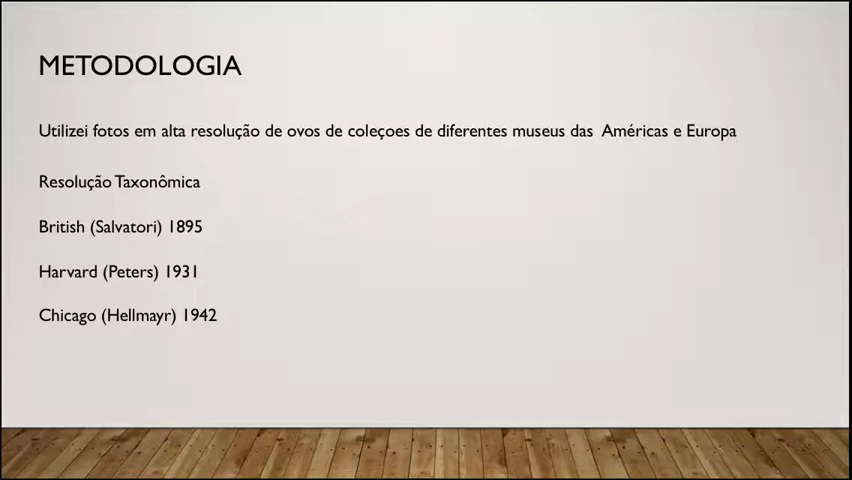 METODOLOGIA
Utilizei fotos em alta resolução de ovos de coleçoes de diferentes museus das Américas e Europa
Resolução Taxonômica
British (Salvatori) 1895
Harvard (Peters) 1931
Chicago (Hellmayr) 1942